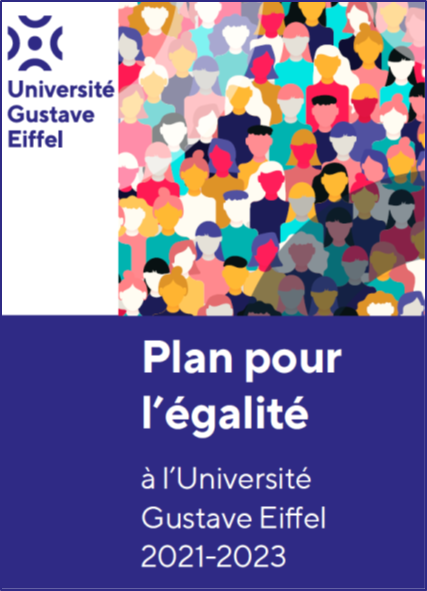 Université
Gustave
Eiffel
Plan pour
l'égalité
à l'Université
Gustave Eiffel
2021-2023